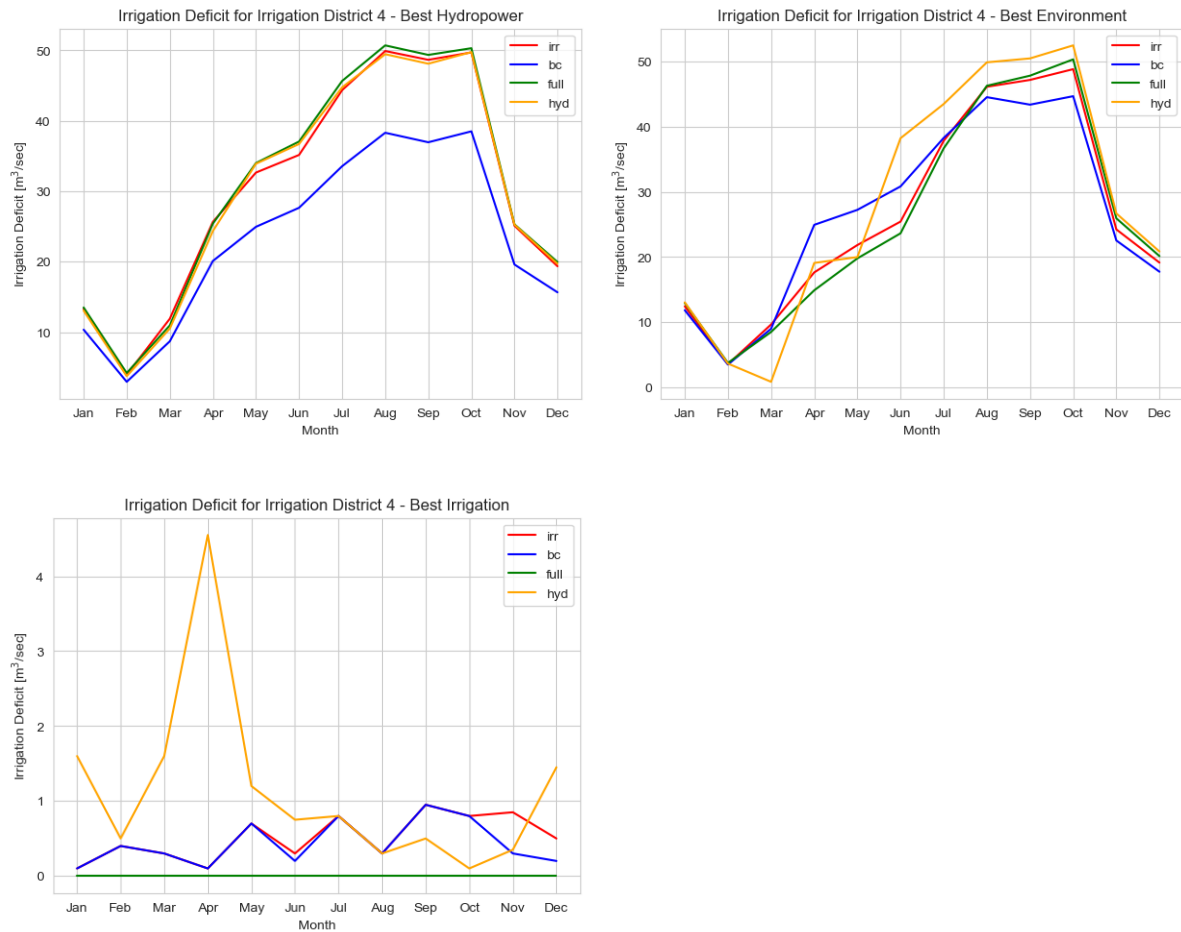 Irrigation Deficit for Irrigation District 4 - Best Hydropower
50
40
30
20
10
Irrigation Deficit [m³/sec]
irr
bc
full
hyd
Jan Feb Mar Apr May Jun Jul Aug Sep Oct Nov Dec
Month
Irrigation Deficit for Irrigation District 4 - Best Environment
50
40
30
20
10
0
Irrigation Deficit [m³/sec]
irr
bc
full
hyd
Jan Feb Mar Apr May Jun Jul Aug Sep Oct Nov Dec
Month
Irrigation Deficit for Irrigation District 4 - Best Irrigation
4
3
2
1
0
Irrigation Deficit [m³/sec]
irr
bc
full
hyd
Jan Feb Mar Apr May Jun Jul Aug Sep Oct Nov Dec
Month